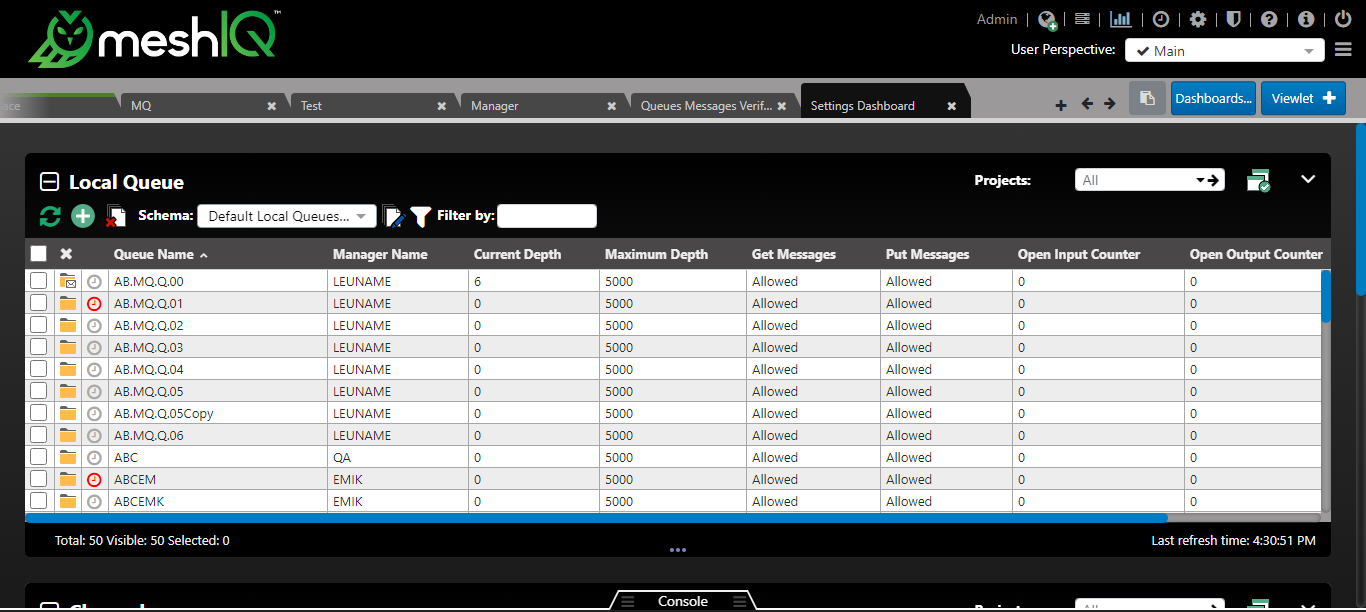 meshIQ™
Admin
User Perspective: Main
ace MQ Test Manager Queues Messages Verif... Settings Dashboard Dashboards... Viewlet
Local Queue Projects: All
Schema: Default Local Queues... Filter by:
Queue Name Manager Name Current Depth Maximum Depth Get Messages Put Messages Open Input Counter Open Output Counter
AB.MQ.Q.00 LEUNAME 6 5000 Allowed Allowed 0 0
AB.MQ.Q.01 LEUNAME 0 5000 Allowed Allowed 0 0
AB.MQ.Q.02 LEUNAME 0 5000 Allowed Allowed 0 0
AB.MQ.Q.03 LEUNAME 0 5000 Allowed Allowed 0 0
AB.MQ.Q.04 LEUNAME 0 5000 Allowed Allowed 0 0
AB.MQ.Q.05 LEUNAME 0 5000 Allowed Allowed 0 0
AB.MQ.Q.05Copy LEUNAME 0 5000 Allowed Allowed 0 0
AB.MQ.Q.06 LEUNAME 0 5000 Allowed Allowed 0 0
ABC QA 0 5000 Allowed Allowed 0 0
ABCEM EMIK 0 5000 Allowed Allowed 0 0
ABCEMK EMIK 0 5000 Allowed Allowed 0 0
Total: 50 Visible: 50 Selected: 0 Last refresh time: 4:30:51 PM
Console